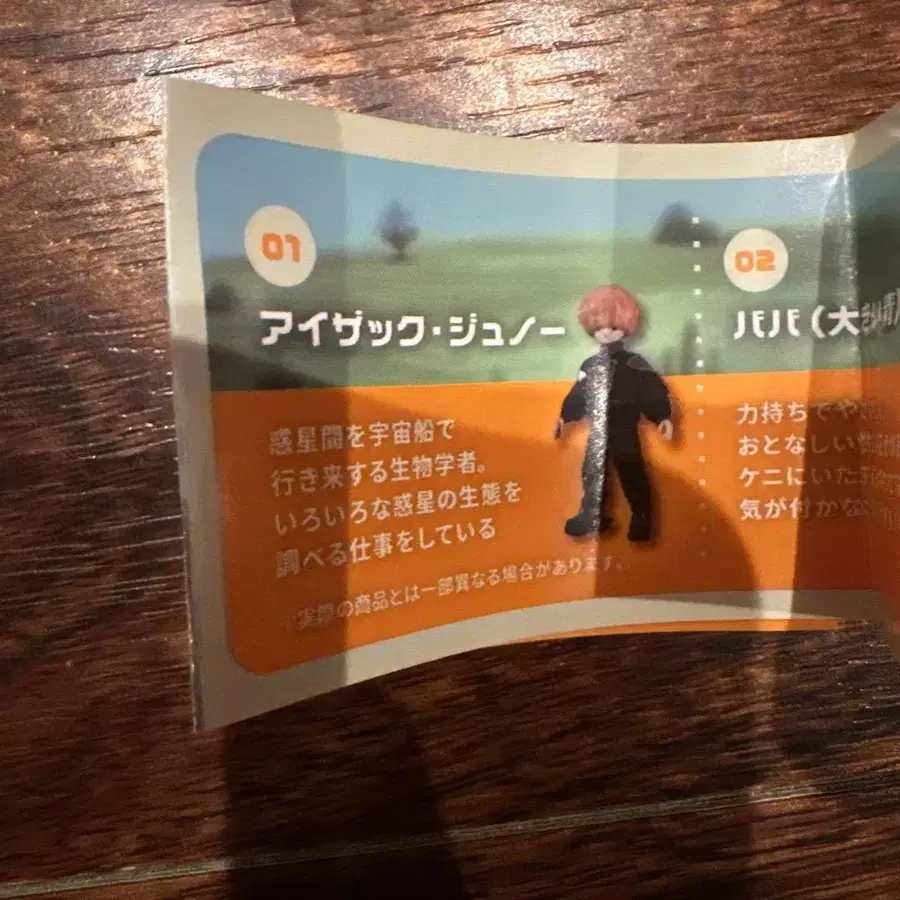 01
アイザック・ジュノー
惑星間を宇宙船で
行き来する生物学者。
いろいろな惑星の生態を
調べる仕事をしている
実際の商品とは一部異なる場合があります。
02
パパ(大
力持ちでや
おとなしい
ケニにいた
気が付かな